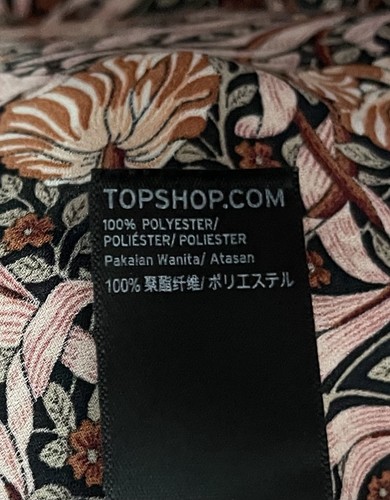 TOPSHOP.COM
100% POLYESTER/
POLIÉSTER/ POLIESTER
Pakaian Wanita/ Atasan
100% 聚酯纤维/ ポリエステル